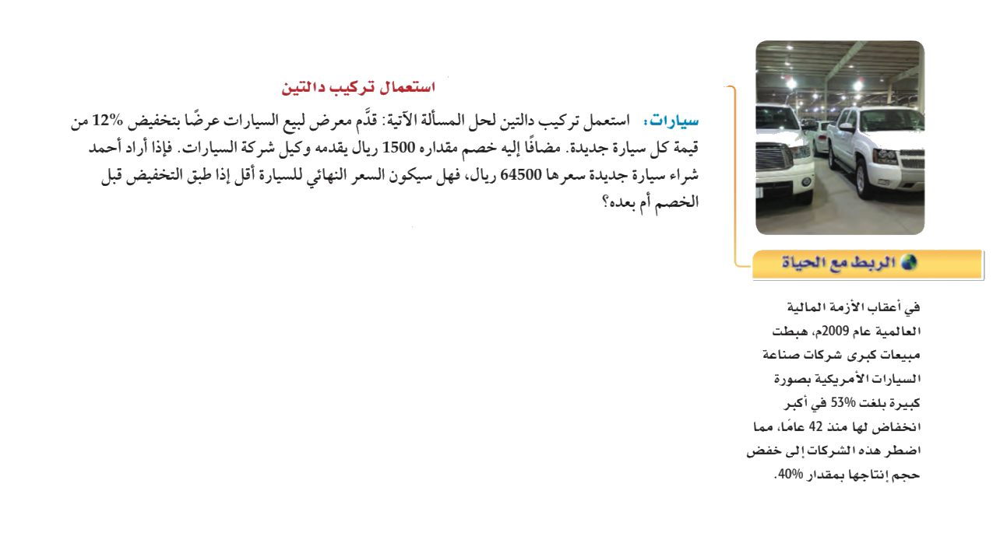 استعمال تركيب دالتين
سيارات: استعمل تركيب دالتين لحل المسألة الآتية: قدَّم معرض لبيع السيارات عرضًا بتخفيض 12% من
قيمة كل سيارة جديدة. مضافًا إليه خصم مقداره 1500 ريال يقدمه وكيل شركة السيارات. فإذا أراد أحمد
شراء سيارة جديدة سعرها 64500 ريال، فهل سيكون السعر النهائي للسيارة أقل إذا طبق التخفيض قبل
الخصم أم بعده؟
الربط مع الحياة
في أعقاب الأزمة المالية
العالمية عام 2009م، هبطت
مبيعات كبرى شركات صناعة
السيارات الأمريكية بصورة
كبيرة بلغت 53% في أكبر
انخفاض لها منذ 42 عامًا، مما
اضطر هذه الشركات إلى خفض
حجم إنتاجها بمقدار 40%.